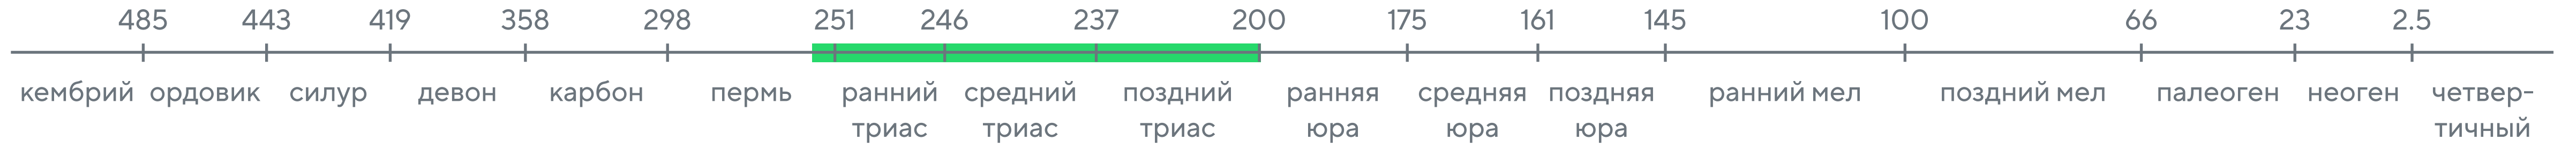 485 443 419 358 298 251 246 237 200 175 161 145 100 66 23 2.5
кембрий ордовик силур девон карбон пермь ранний средний поздний ранняя средняя поздняя ранний мел поздний мел палеоген неоген четвер-
триас триас триас юра юра юра тичный